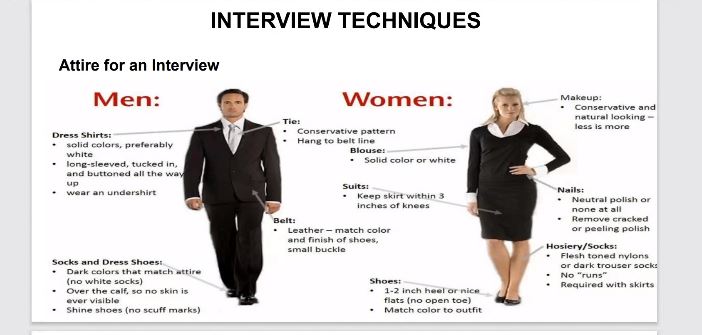 INTERVIEW TECHNIQUES
Attire for an Interview
Men:
Dress Shirts:
• solid colors, preferably
white
• long-sleeved, tucked in,
and buttoned all the way
up
• wear an undershirt
Tie:
• Conservative pattern
• Hang to belt line
Belt:
• Leather – match color
and finish of shoes,
small buckle
Socks and Dress Shoes:
• Dark colors that match attire
(no white socks)
• Over the calf, so no skin is
ever visible
• Shine shoes (no scuff marks)
Women:
Makeup:
• Conservative and
natural looking –
less is more
Blouse:
• Solid color or white
Suits:
• Keep skirt within 3
inches of knees
Nails:
• Neutral polish or
none at all
• Remove cracked
or peeling polish
Hosiery/Socks:
• Flesh toned nylons
or dark trouser socks
• No "runs"
• Required with skirts
Shoes:
• 1-2 inch heel or nice
flats (no open toe)
• Match color to outfit